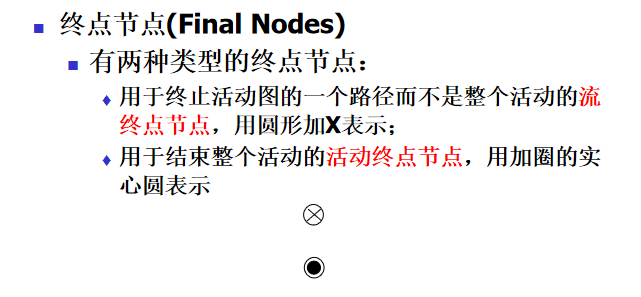 终点节点(Final Nodes)
有两种类型的终点节点：
用于终止活动图的一个路径而不是整个活动的流
终点节点，用圆形加X表示；
用于结束整个活动的活动终点节点，用加圈的实
心圆表示